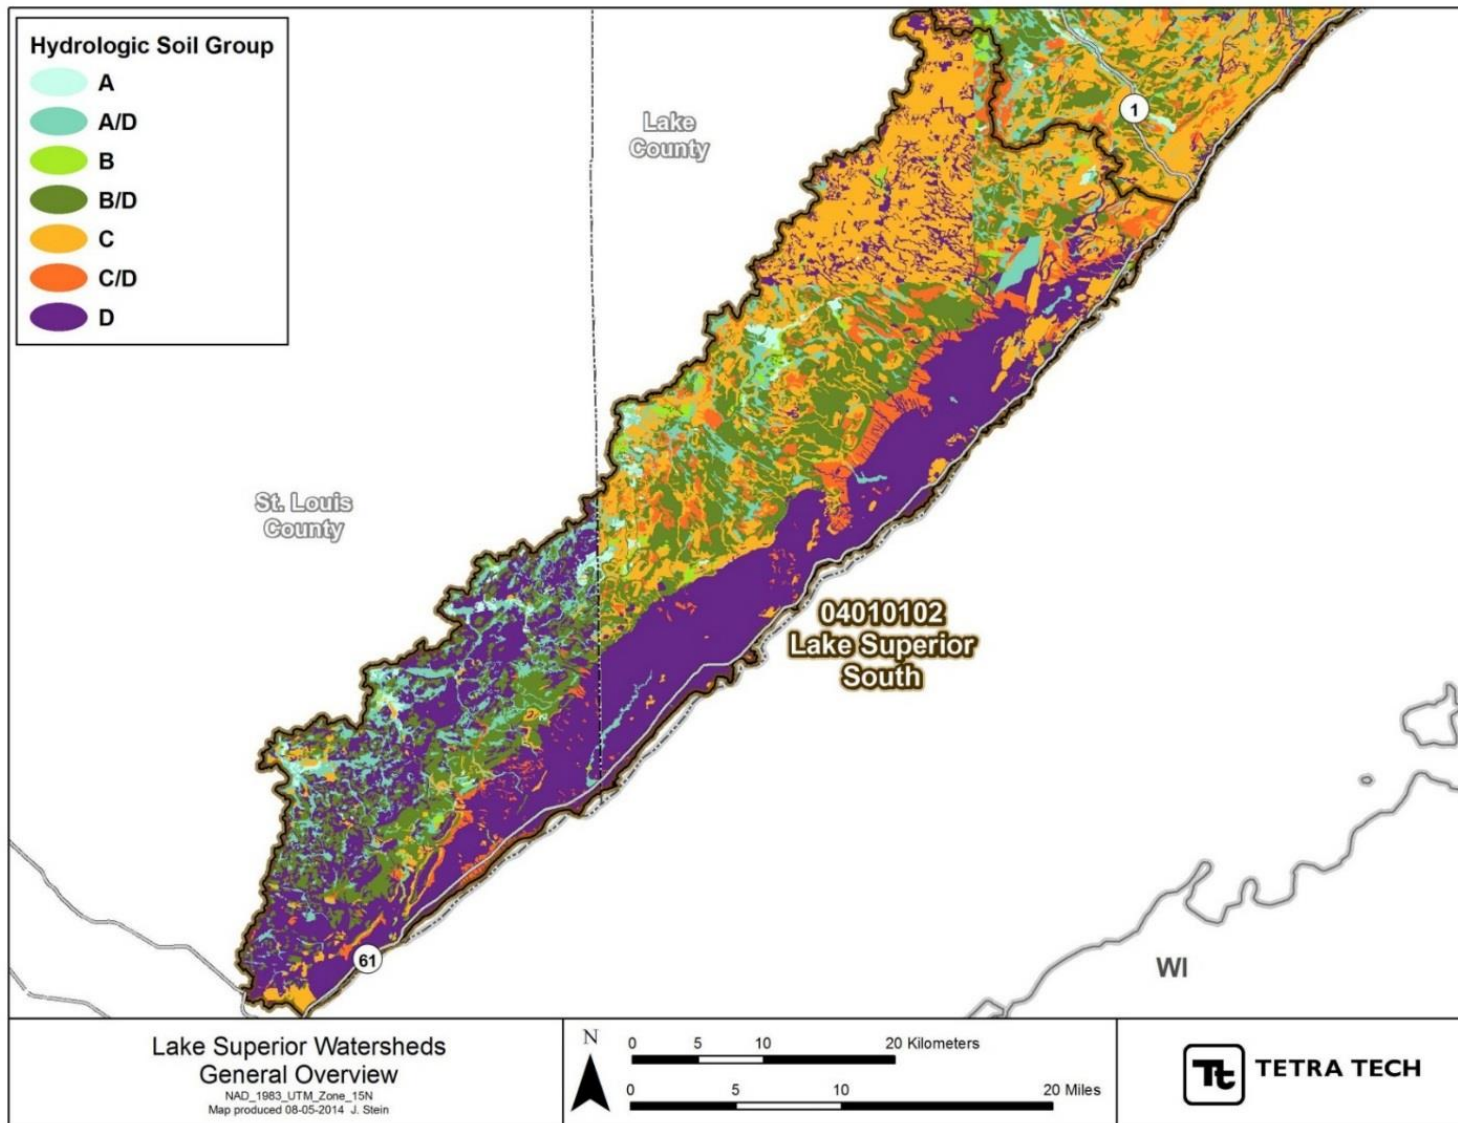 Hydrologic Soil Group
A
A/D
B
B/D
C
C/D
D
Lake
County
1
St. Louis
County
04010102
Lake Superior
South
61
WI
Lake Superior Watersheds
General Overview
NAD_1983_UTM_Zone_15N
Map produced 08-05-2014 J. Stein
N
0 5 10 20 Kilometers
0 5 10 20 Miles
Tt
TETRA TECH